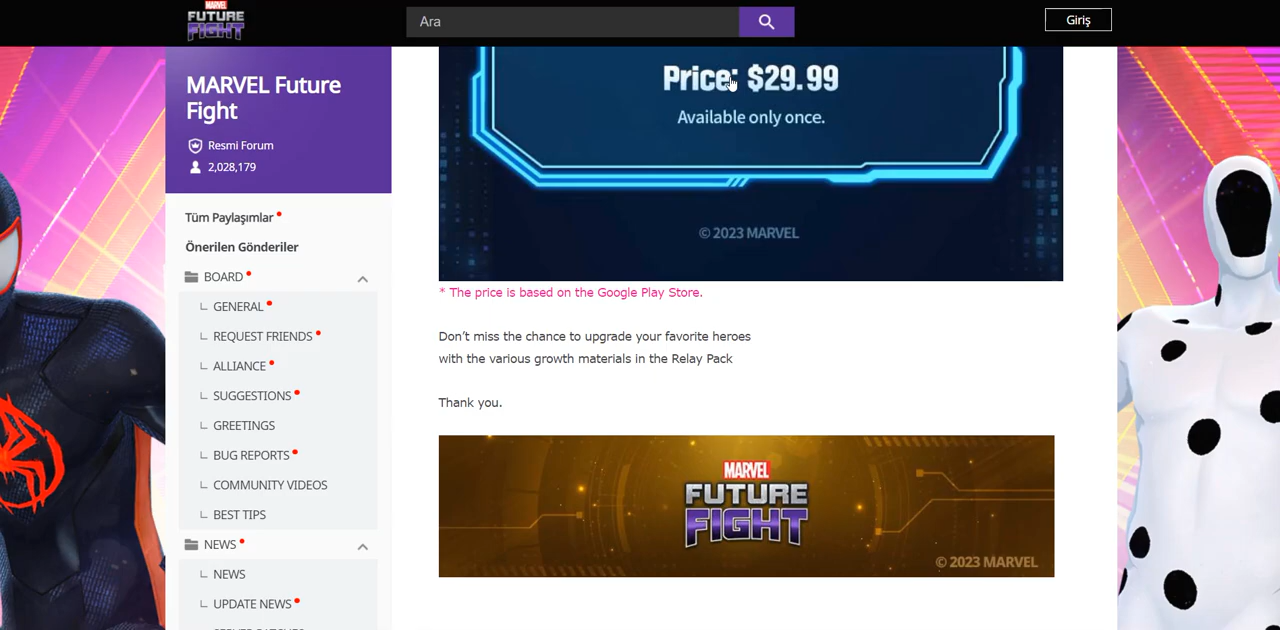 MARVEL
FUTURE
FIGHT
Ara
Giriş
MARVEL Future
Fight
Resmi Forum
2,028,179
Tüm Paylaşımlar
Önerilen Gönderiler
BOARD
GENERAL
REQUEST FRIENDS
ALLIANCE
SUGGESTIONS
GREETINGS
BUG REPORTS
COMMUNITY VIDEOS
BEST TIPS
NEWS
NEWS
UPDATE NEWS
Price: $29.99
Available only once.
© 2023 MARVEL
* The price is based on the Google Play Store.
Don’t miss the chance to upgrade your favorite heroes
with the various growth materials in the Relay Pack
Thank you.
MARVEL
FUTURE
FIGHT
© 2023 MARVEL